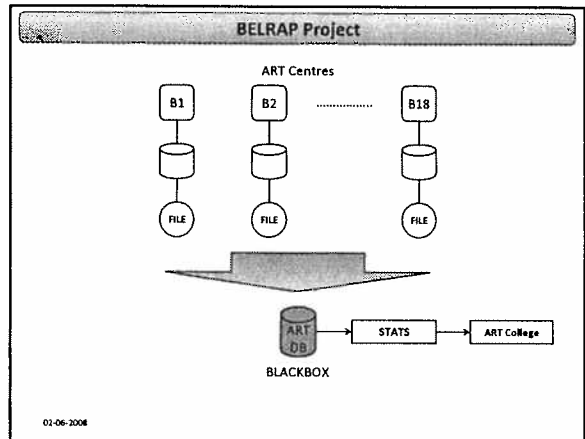 BELRAP Project
ART Centres
B1 B2 .................. B18
FILE FILE FILE
ART
DB
STATS
ART College
BLACKBOX
02-06-2008